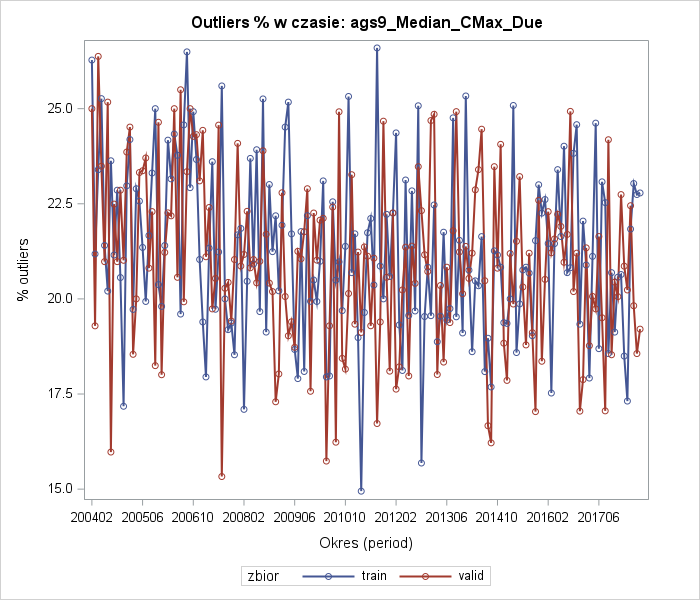 Outliers % w czasie: ags9_Median_CMax_Due
% outliers
25.0
22.5
20.0
17.5
15.0
200402 200506 200610 200802 200906 201010 201202 201306 201410 201602 201706
Okres (period)
zbior train valid